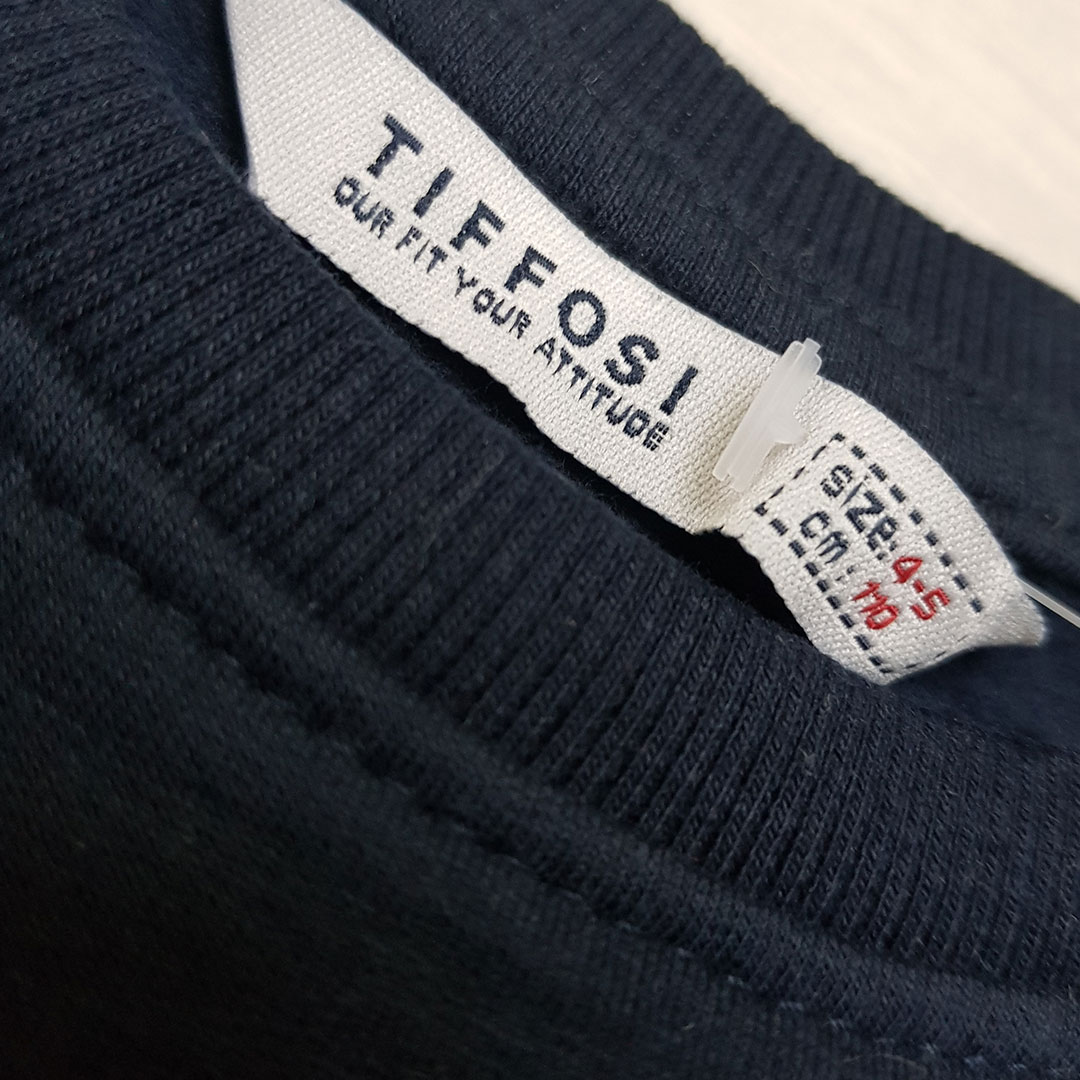 TIFFOSI
OUR FIT YOUR ATTITUDE
size: 4-5
cm: 110